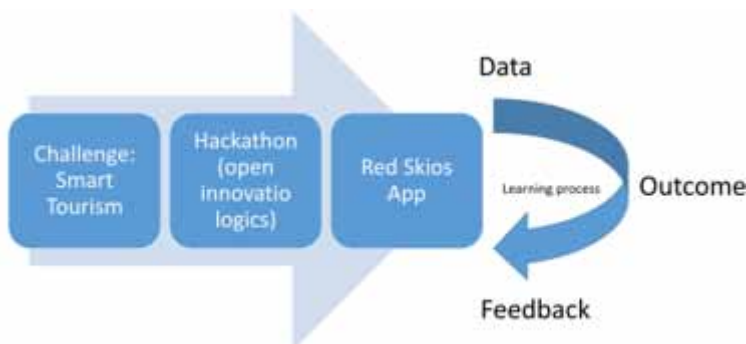 Challenge:
Smart
Tourism
Hackathon
(open
innovatio
logics)
Red Skios
App
Data
Learning process
Outcome
Feedback